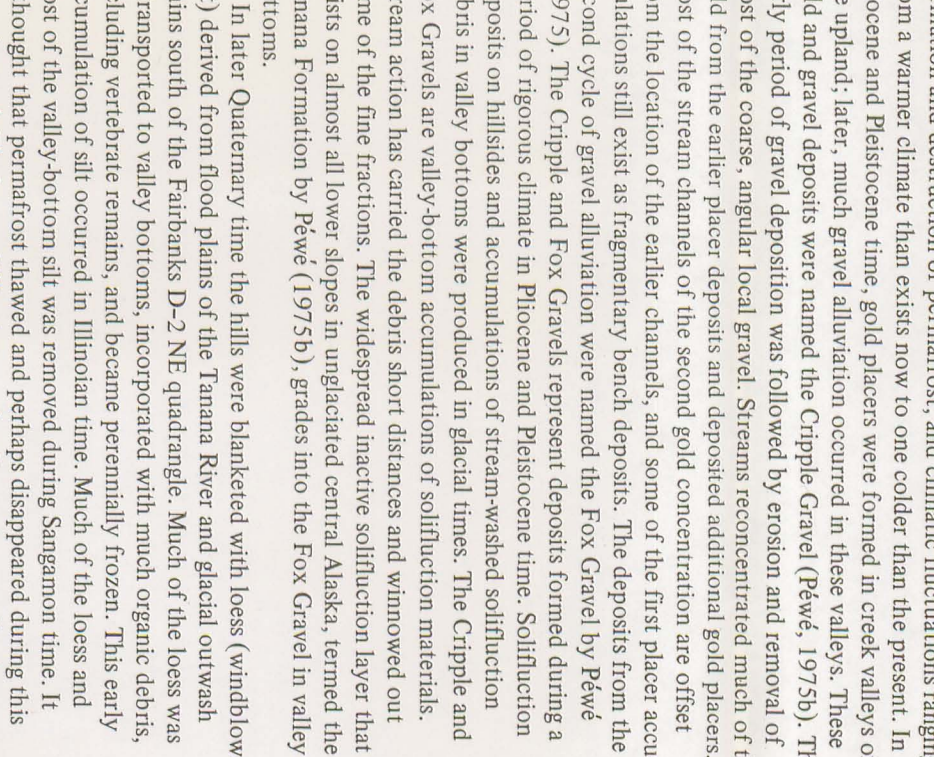 and climatic fluctuations
om a warmer climate than exists now to one colder than the present. In
ocene and Pleistocene time, gold placers were formed in creek valleys o
e upland; later, much gravel alluviation occurred in these valleys. These
ld and gravel deposits were named the Cripple Gravel (Péwé, 1975b). Th
rly period of gravel deposition was followed by erosion and removal of
ost of the coarse, angular local gravel. Streams reconcentrated much of t
ld from the earlier placer deposits and deposited additional gold placers.
ost of the stream channels of the second gold concentration are offset
om the location of the earlier channels, and some of the first placer accu
ulations still exist as fragmentary bench deposits. The deposits from the
cond cycle of gravel alluviation were named the Fox Gravel by Péwé
975). The Cripple and Fox Gravels represent deposits formed during a
riod of rigorous climate in Pliocene and Pleistocene time. Solifluction
posits on hillsides and accumulations of stream-washed solifluction
bris in valley bottoms were produced in glacial times. The Cripple and
ox Gravels are valley-bottom accumulations of solifluction materials.
ream action has carried the debris short distances and winnowed out
me of the fine fractions. The widespread inactive solifluction layer that
ists on almost all lower slopes in unglaciated central Alaska, termed the
nana Formation by Péwé (1975b), grades into the Fox Gravel in valley
ttoms.
In later Quaternary time the hills were blanketed with loess (windblow
) derived from flood plains of the Tanana River and glacial outwash
ains south of the Fairbanks D-2 NE quadrangle. Much of the loess was
ransported to valley bottoms, incorporated with much organic debris,
cluding vertebrate remains, and became perennially frozen. This early
cumulation of silt occurred in Illinoian time. Much of the loess and
ost of the valley-bottom silt was removed during Sangamon time. It
hought that permafrost thawed and perhaps disappeared during this